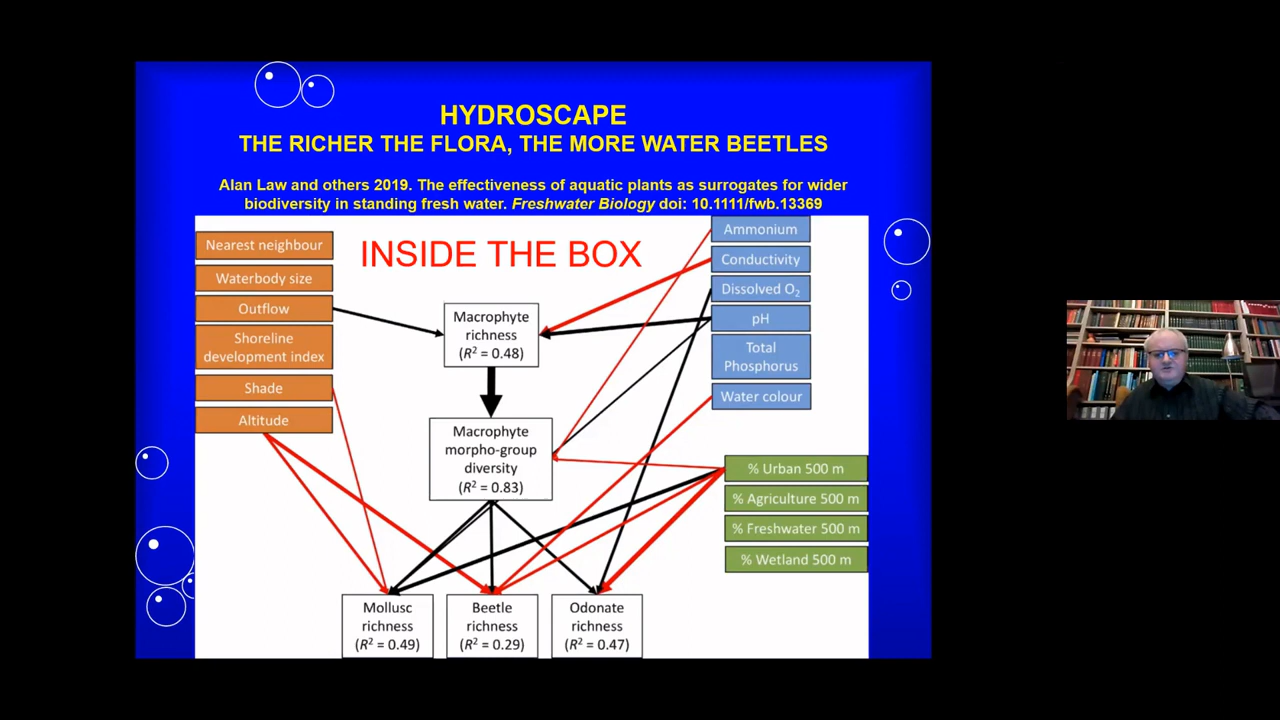 HYDROSCAPE
THE RICHER THE FLORA, THE MORE WATER BEETLES
Alan Law and others 2019. The effectiveness of aquatic plants as surrogates for wider
biodiversity in standing fresh water. Freshwater Biology doi: 10.1111/fwb.13369
INSIDE THE BOX
Nearest neighbour
Waterbody size
Outflow
Shoreline
development index
Shade
Altitude
Macrophyte
richness
(R² = 0.48)
Macrophyte
morpho-group
diversity
(R² = 0.83)
Ammonium
Conductivity
Dissolved O₂
pH
Total
Phosphorus
Water colour
% Urban 500 m
% Agriculture 500 m
% Freshwater 500 m
% Wetland 500 m
Mollusc
richness
(R² = 0.49)
Beetle
richness
(R² = 0.29)
Odonate
richness
(R² = 0.47)